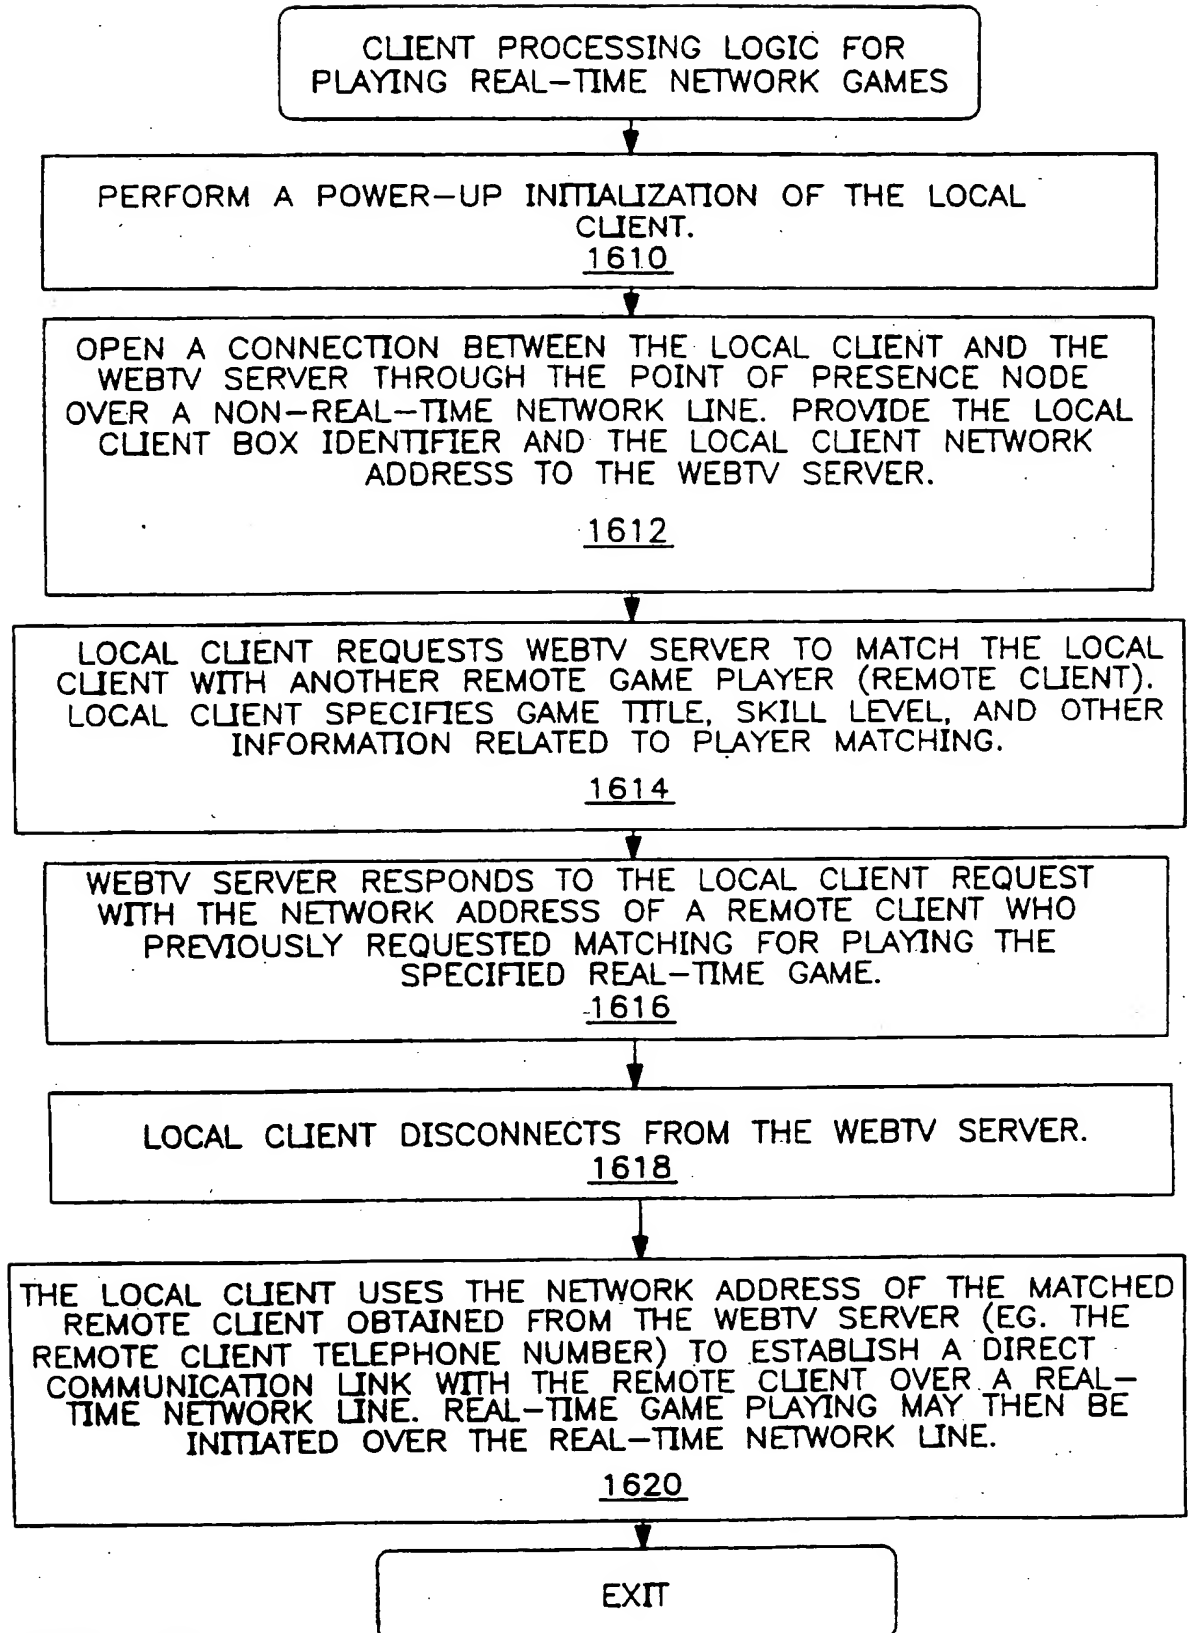 CLIENT PROCESSING LOGIC FOR
PLAYING REAL-TIME NETWORK GAMES
PERFORM A POWER-UP INITIALIZATION OF THE LOCAL
CLIENT.
1610
OPEN A CONNECTION BETWEEN THE LOCAL CLIENT AND THE
WEBTV SERVER THROUGH THE POINT OF PRESENCE NODE
OVER A NON-REAL-TIME NETWORK LINE. PROVIDE THE LOCAL
CLIENT BOX IDENTIFIER AND THE LOCAL CLIENT NETWORK
ADDRESS TO THE WEBTV SERVER.
1612
LOCAL CLIENT REQUESTS WEBTV SERVER TO MATCH THE LOCAL
CLIENT WITH ANOTHER REMOTE GAME PLAYER (REMOTE CLIENT).
LOCAL CLIENT SPECIFIES GAME TITLE, SKILL LEVEL, AND OTHER
INFORMATION RELATED TO PLAYER MATCHING.
1614
WEBTV SERVER RESPONDS TO THE LOCAL CLIENT REQUEST
WITH THE NETWORK ADDRESS OF A REMOTE CLIENT WHO
PREVIOUSLY REQUESTED MATCHING FOR PLAYING THE
SPECIFIED REAL-TIME GAME.
1616
LOCAL CLIENT DISCONNECTS FROM THE WEBTV SERVER.
1618
THE LOCAL CLIENT USES THE NETWORK ADDRESS OF THE MATCHED
REMOTE CLIENT OBTAINED FROM THE WEBTV SERVER (EG. THE
REMOTE CLIENT TELEPHONE NUMBER) TO ESTABLISH A DIRECT
COMMUNICATION LINK WITH THE REMOTE CLIENT OVER A REAL-
TIME NETWORK LINE. REAL-TIME GAME PLAYING MAY THEN BE
INITIATED OVER THE REAL-TIME NETWORK LINE.
1620
EXIT